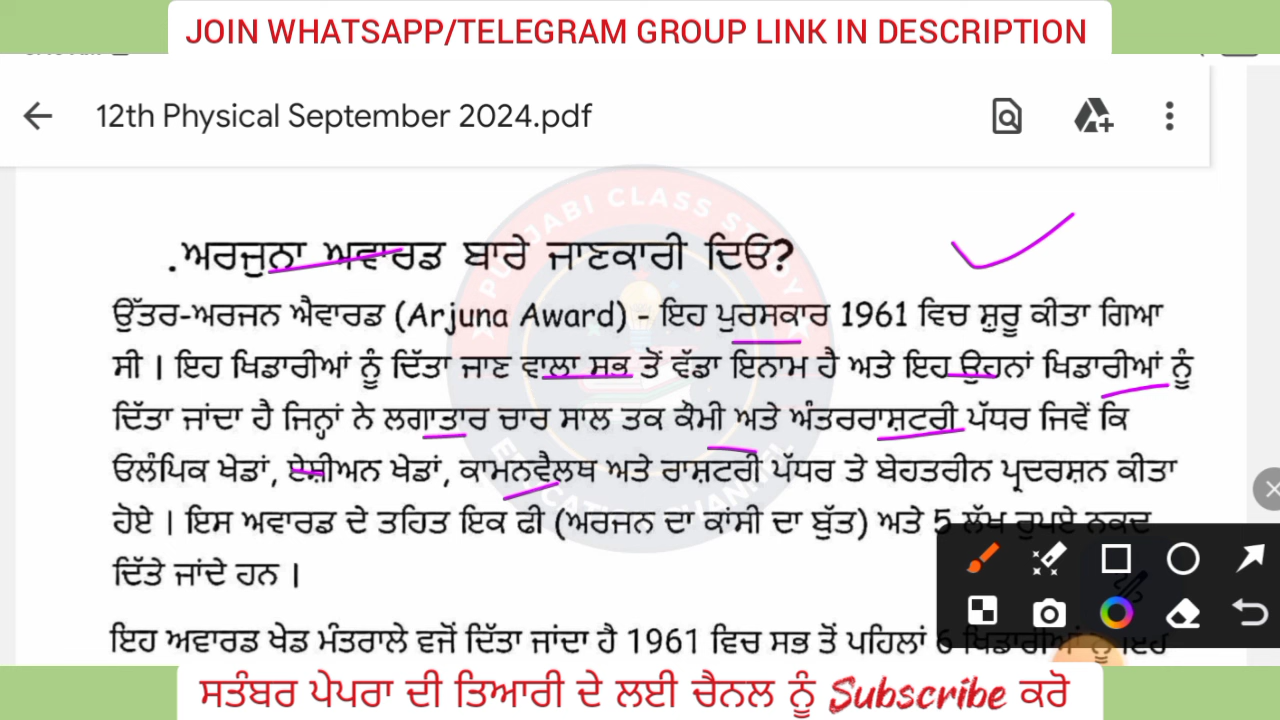 JOIN WHATSAPP/TELEGRAM GROUP LINK IN DESCRIPTION
12th Physical September 2024.pdf
PUNJABI CLASS STUDY
.ਅਰਜੁਨਾ ਅਵਾਰਡ ਬਾਰੇ ਜਾਣਕਾਰੀ ਦਿਓ?
ਉੱਤਰ-ਅਰਜਨ ਐਵਾਰਡ (Arjuna Award) - ਇਹ ਪੁਰਸਕਾਰ 1961 ਵਿਚ ਸ਼ੁਰੂ ਕੀਤਾ ਗਿਆ
ਸੀ । ਇਹ ਖਿਡਾਰੀਆਂ ਨੂੰ ਦਿੱਤਾ ਜਾਣ ਵਾਲਾ ਸਭ ਤੋਂ ਵੱਡਾ ਇਨਾਮ ਹੈ ਅਤੇ ਇਹ ਉਹਨਾਂ ਖਿਡਾਰੀਆਂ ਨੂੰ
ਦਿੱਤਾ ਜਾਂਦਾ ਹੈ ਜਿਨ੍ਹਾਂ ਨੇ ਲਗਾਤਾਰ ਚਾਰ ਸਾਲ ਤਕ ਕੋਮੀ ਅਤੇ ਅੰਤਰਰਾਸ਼ਟਰੀ ਪੱਧਰ ਜਿਵੇਂ ਕਿ
ਓਲੰਪਿਕ ਖੇਡਾਂ, ਏਸ਼ੀਅਨ ਖੇਡਾਂ, ਕਾਮਨਵੈਲਥ ਅਤੇ ਰਾਸ਼ਟਰੀ ਪੱਧਰ ਤੇ ਬੇਹਤਰੀਨ ਪ੍ਰਦਰਸ਼ਨ ਕੀਤਾ
ਹੋਏ । ਇਸ ਅਵਾਰਡ ਦੇ ਤਹਿਤ ਇਕ ਫੀ (ਅਰਜਨ ਦਾ ਕਾਂਸੀ ਦਾ ਬੁੱਤ) ਅਤੇ 5 ਲੱਖ ਰੁਪਏ ਨਕਦ
ਦਿੱਤੇ ਜਾਂਦੇ ਹਨ ।
ਇਹ ਅਵਾਰਡ ਖੇਡ ਮੰਤਰਾਲੇ ਵਜੋਂ ਦਿੱਤਾ ਜਾਂਦਾ ਹੈ 1961 ਵਿਚ ਸਭ ਤੋਂ ਪਹਿਲਾਂ 6 ਖਿਡਾਰੀਆਂ ਨੂੰ
ਸਤੰਬਰ ਪੇਪਰਾ ਦੀ ਤਿਆਰੀ ਦੇ ਲਈ ਚੈਨਲ ਨੂੰ Subscribe ਕਰੋ